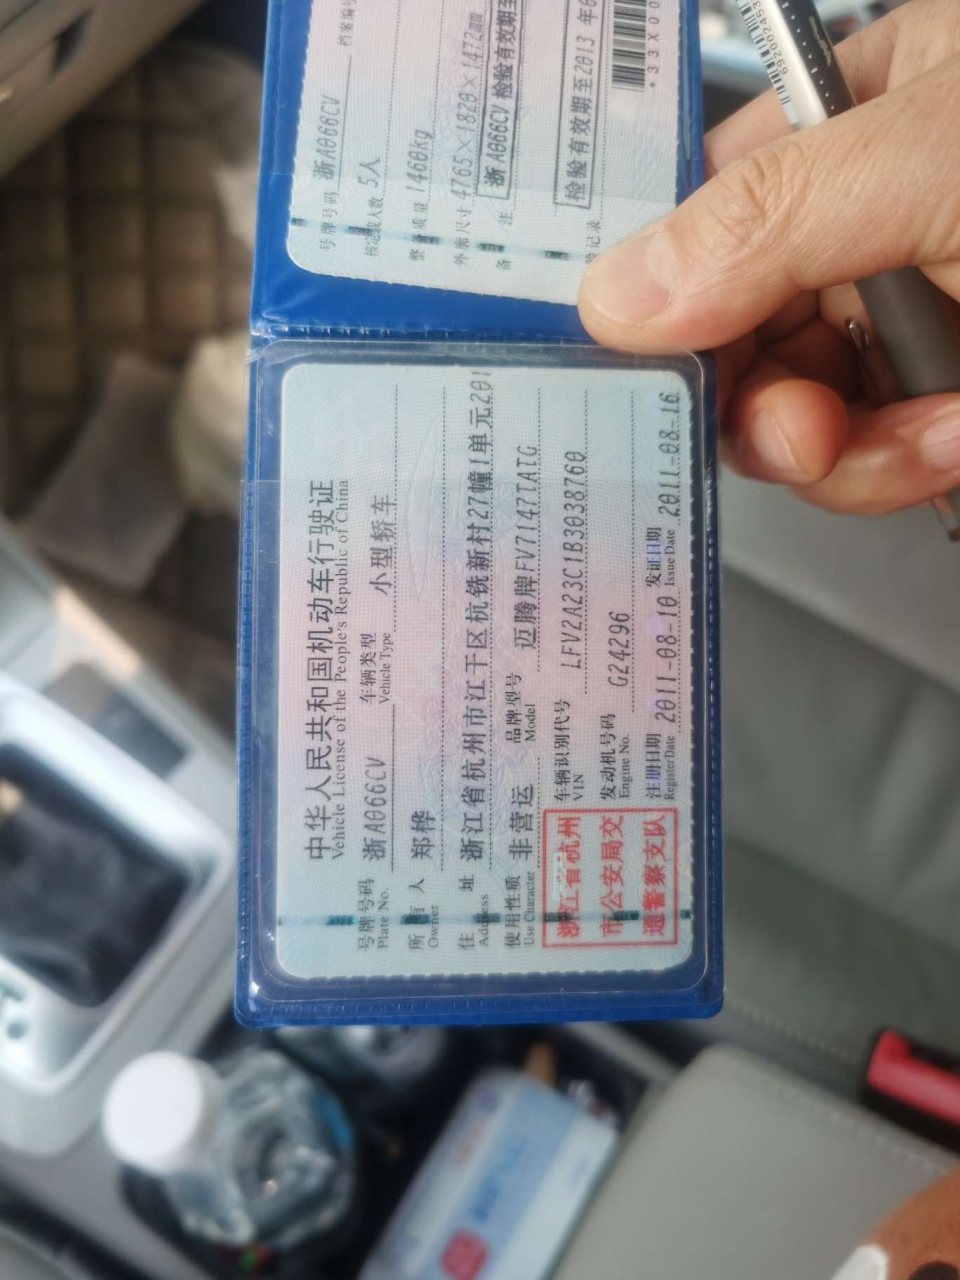 中华人民共和国机动车行驶证
Vehicle License of the People's Republic of China
号牌号码 浙A066CV 车辆类型 小型轿车
Plate No. Vehicle Type
所有人 郑桦
Owner
住址 浙江省杭州市江干区杭铣新村27幢1单元201
Address
使用性质 非营运 品牌型号 迈腾牌FV7147TATG
Use Character Model
浙江省杭州
市公安局交
通警察支队
车辆识别代号 LFV2A23C1B3038760
VIN
发动机号码 G24296
Engine No.
注册日期 2011-08-10 发证日期 2011-08-16
Register Date Issue Date
号牌号码 浙A066CV 档案编号
核定载人数 5人
整备质量 1460kg
外廓尺寸 4765×1820×1472mm
备注 浙A066CV 检验有效期至
检验有效期至2013 年6
记录
*33X00